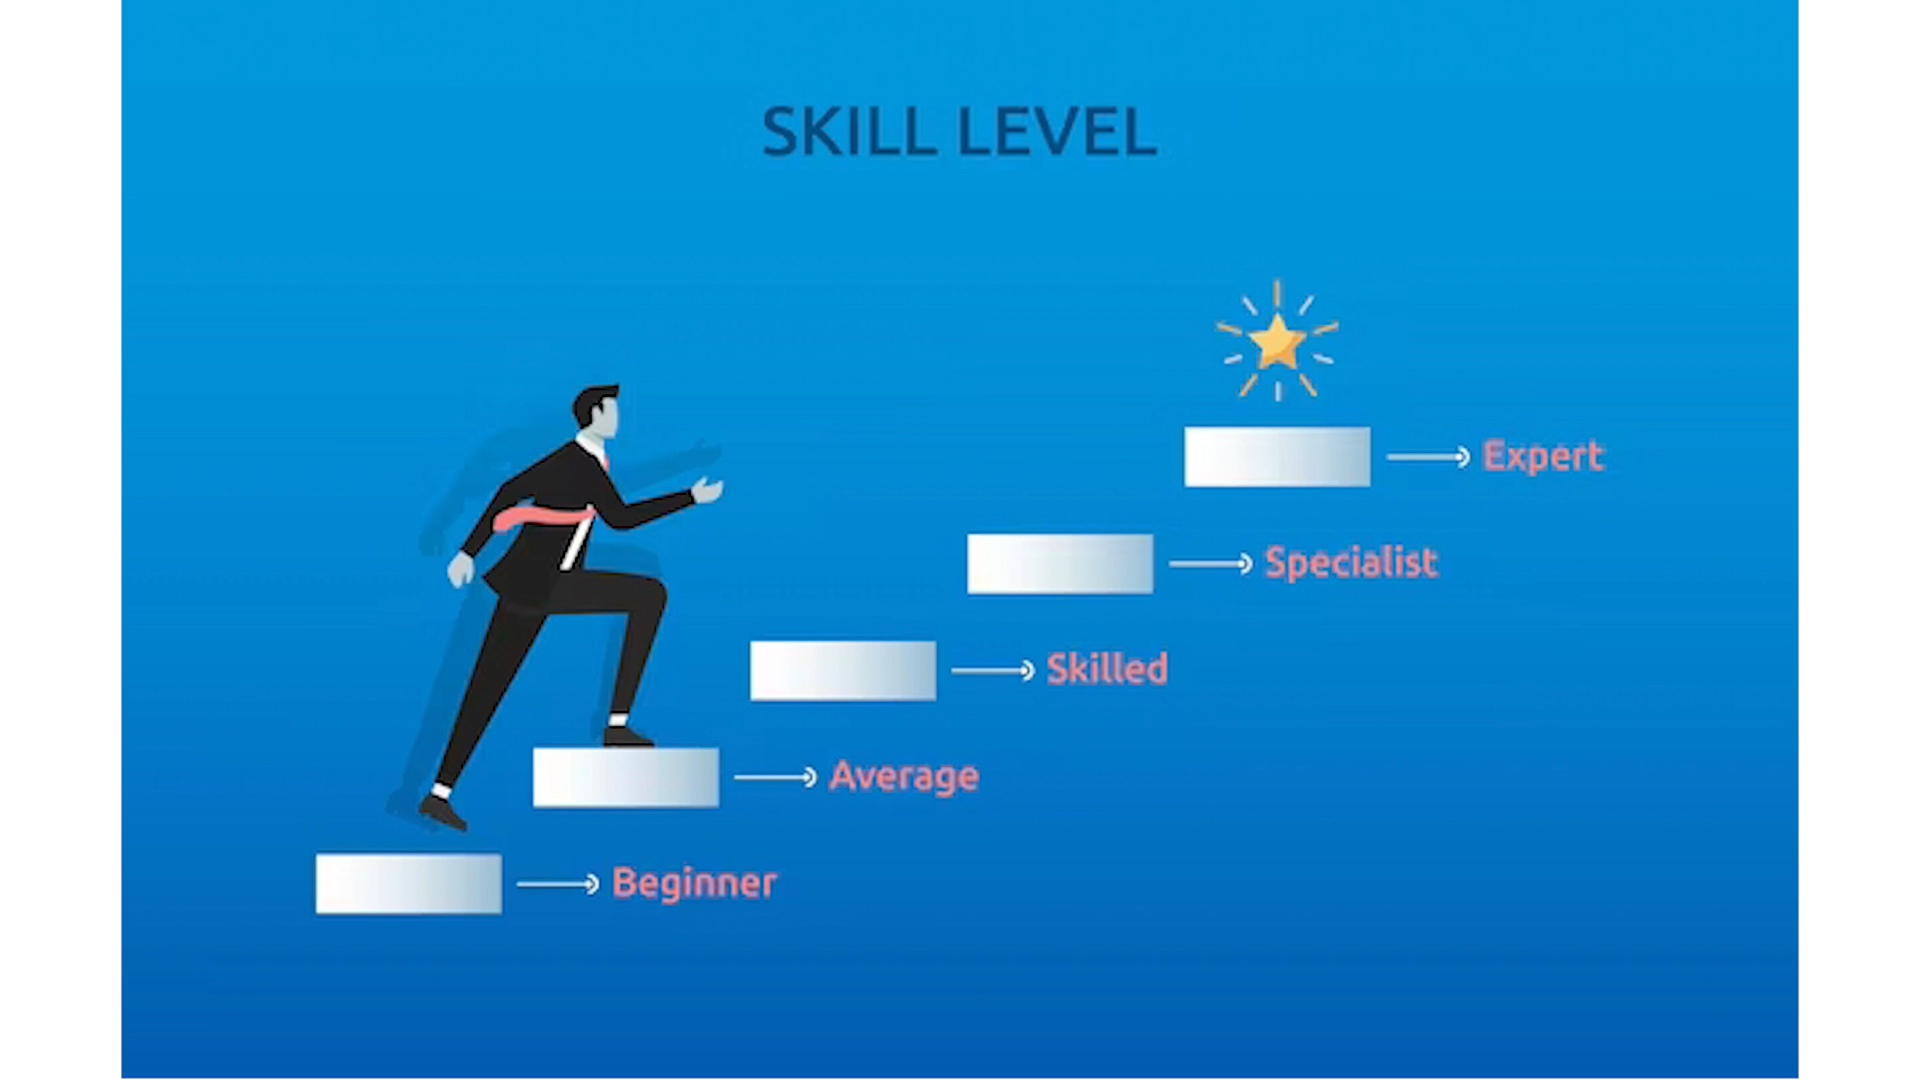 SKILL LEVEL
Expert
Specialist
Skilled
Average
Beginner